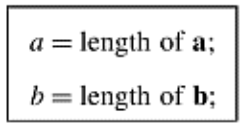 a = length of a;
b = length of b;